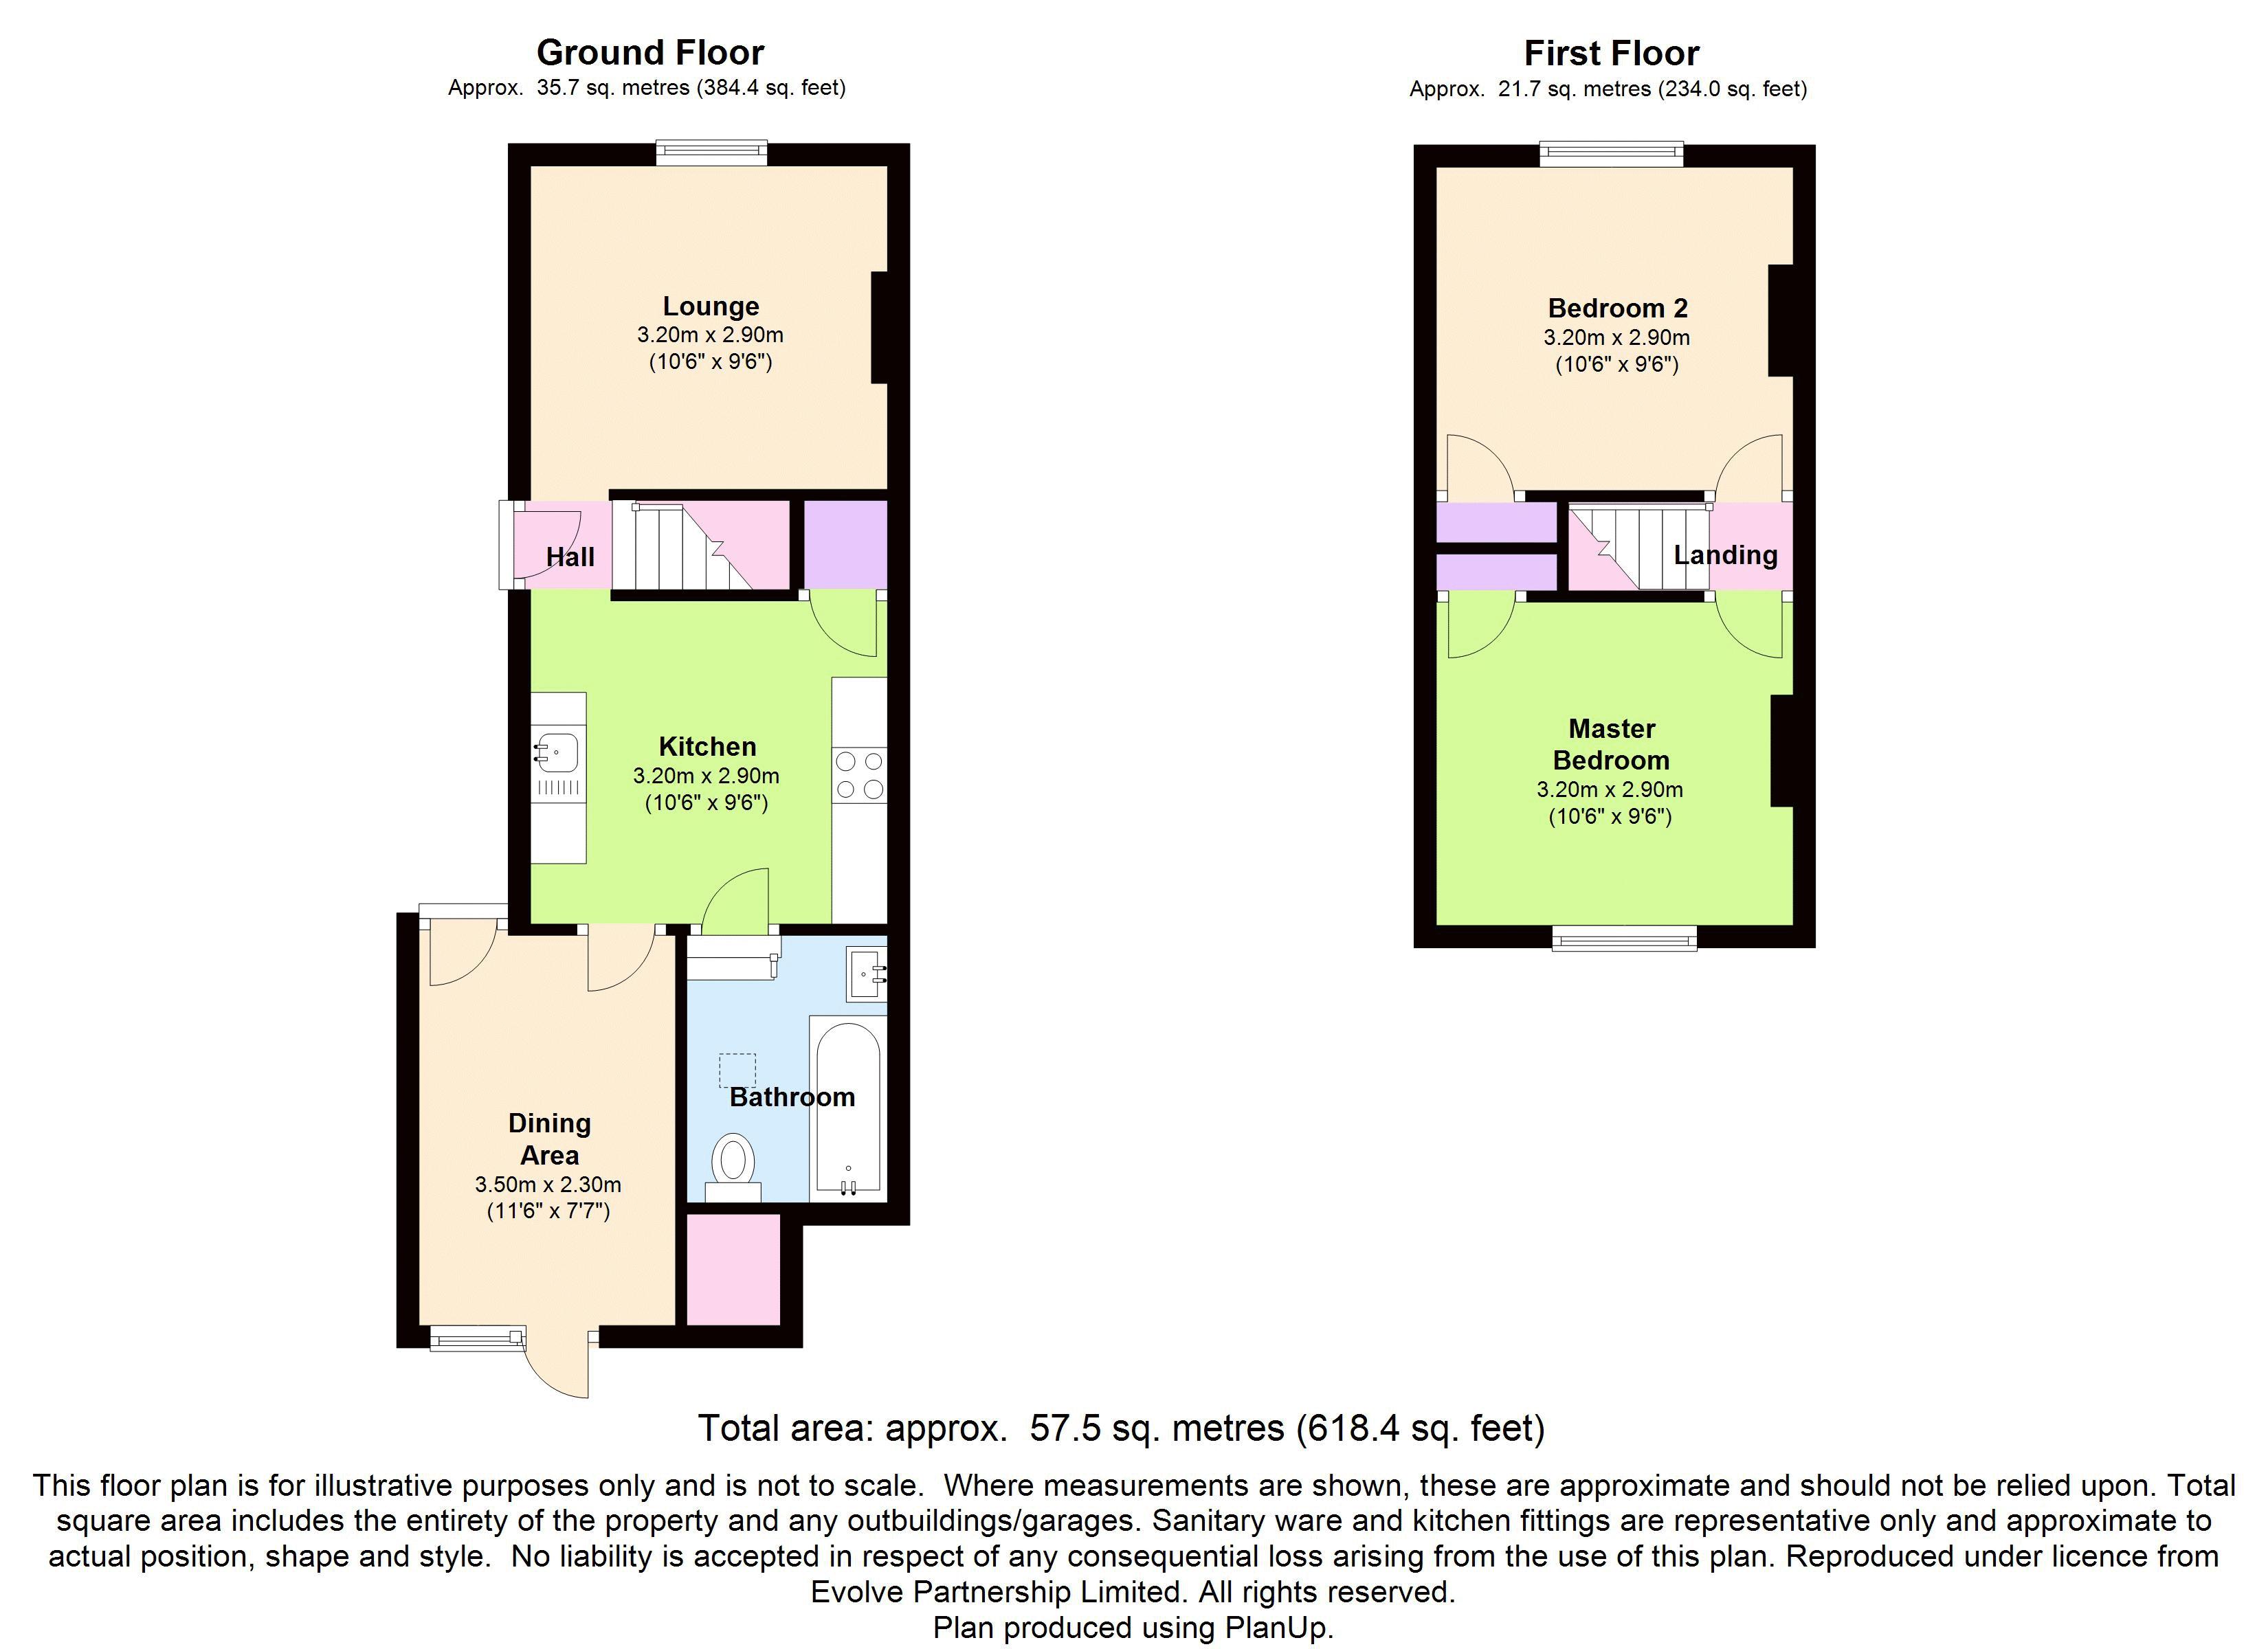 Ground Floor
Approx. 35.7 sq. metres (384.4 sq. feet)
Lounge
3.20m x 2.90m
(10'6" x 9'6")
Hall
Kitchen
3.20m x 2.90m
(10'6" x 9'6")
Dining
Area
3.50m x 2.30m
(11'6" x 7'7")
Bathroom
First Floor
Approx. 21.7 sq. metres (234.0 sq. feet)
Bedroom 2
3.20m x 2.90m
(10'6" x 9'6")
Landing
Master
Bedroom
3.20m x 2.90m
(10'6" x 9'6")
Total area: approx. 57.5 sq. metres (618.4 sq. feet)
This floor plan is for illustrative purposes only and is not to scale. Where measurements are shown, these are approximate and should not be relied upon. Total
square area includes the entirety of the property and any outbuildings/garages. Sanitary ware and kitchen fittings are representative only and approximate to
actual position, shape and style. No liability is accepted in respect of any consequential loss arising from the use of this plan. Reproduced under licence from
Evolve Partnership Limited. All rights reserved.
Plan produced using PlanUp.